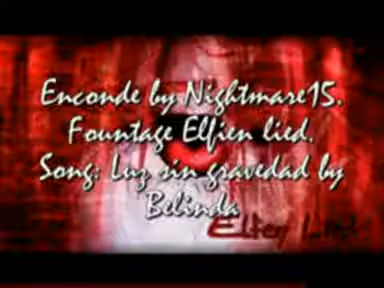 Enconde by Nightmare15.
Fountage Elfien lied.
Song: Luz sin gravedad by
Belinda
Elfen Lied